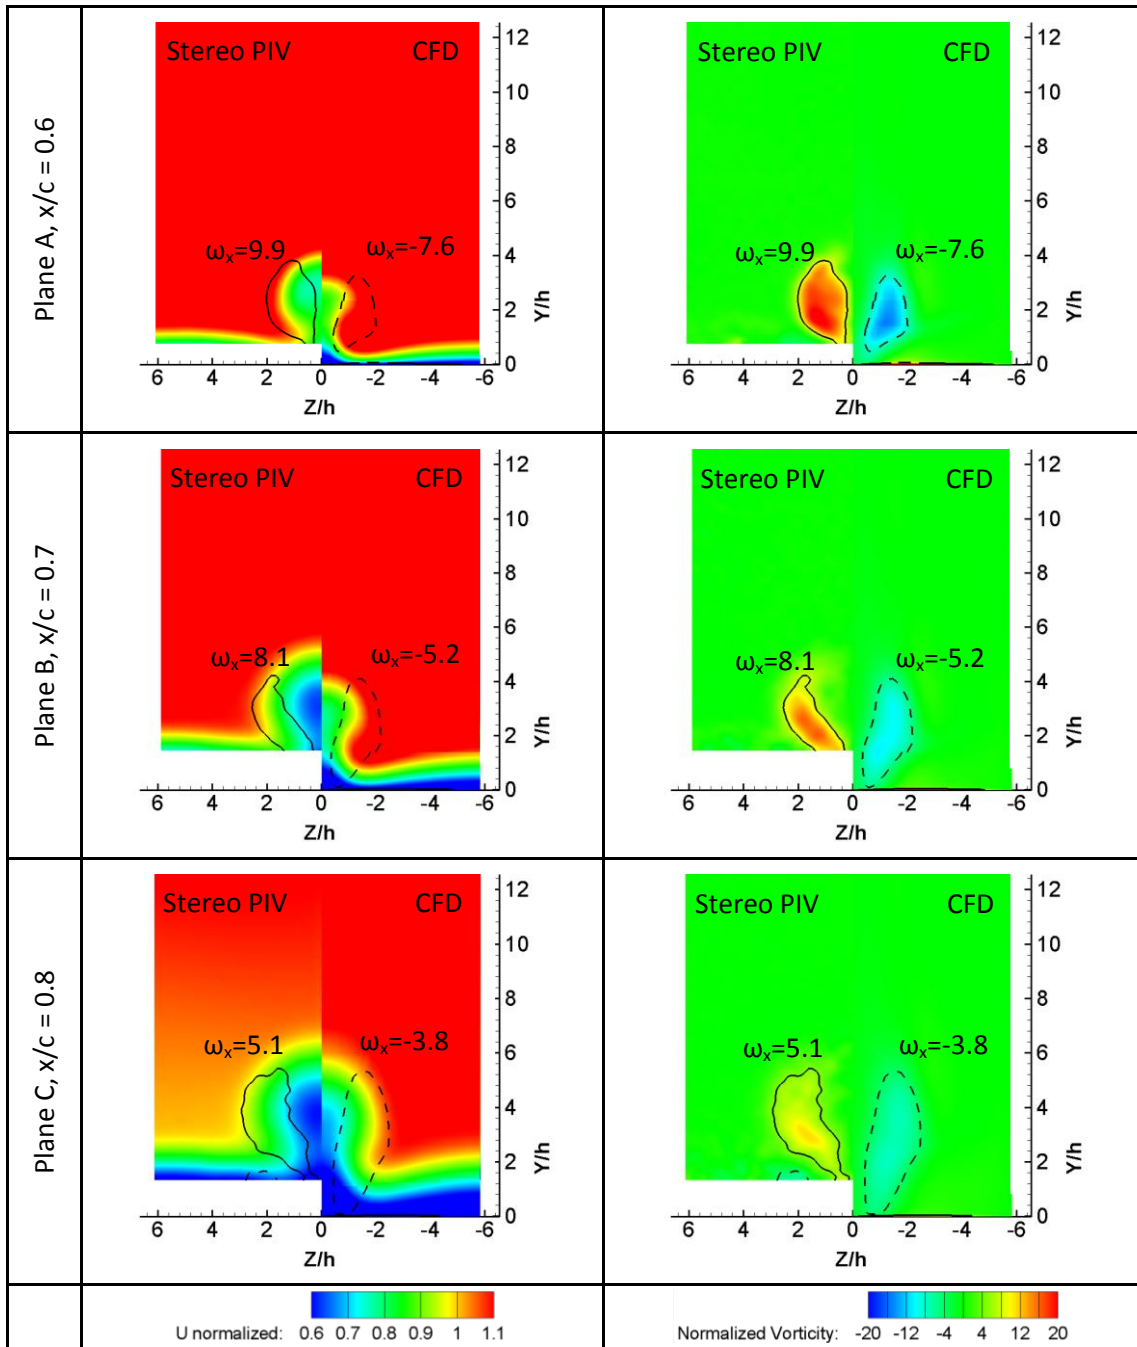 Plane A, x/c = 0.6
Stereo PIV CFD
ωx=9.9 ωx=-7.6
12
10
8
6
4
2
0
Y/h
6 4 2 0 -2 -4 -6
Z/h
Stereo PIV CFD
ωx=9.9 ωx=-7.6
12
10
8
6
4
2
0
Y/h
6 4 2 0 -2 -4 -6
Z/h
Plane B, x/c = 0.7
Stereo PIV CFD
ωx=8.1 ωx=-5.2
12
10
8
6
4
2
0
Y/h
6 4 2 0 -2 -4 -6
Z/h
Stereo PIV CFD
ωx=8.1 ωx=-5.2
12
10
8
6
4
2
0
Y/h
6 4 2 0 -2 -4 -6
Z/h
Plane C, x/c = 0.8
Stereo PIV CFD
ωx=5.1 ωx=-3.8
12
10
8
6
4
2
0
Y/h
6 4 2 0 -2 -4 -6
Z/h
Stereo PIV CFD
ωx=5.1 ωx=-3.8
12
10
8
6
4
2
0
Y/h
6 4 2 0 -2 -4 -6
Z/h
U normalized: 0.6 0.7 0.8 0.9 1 1.1
Normalized Vorticity: -20 -12 -4 4 12 20